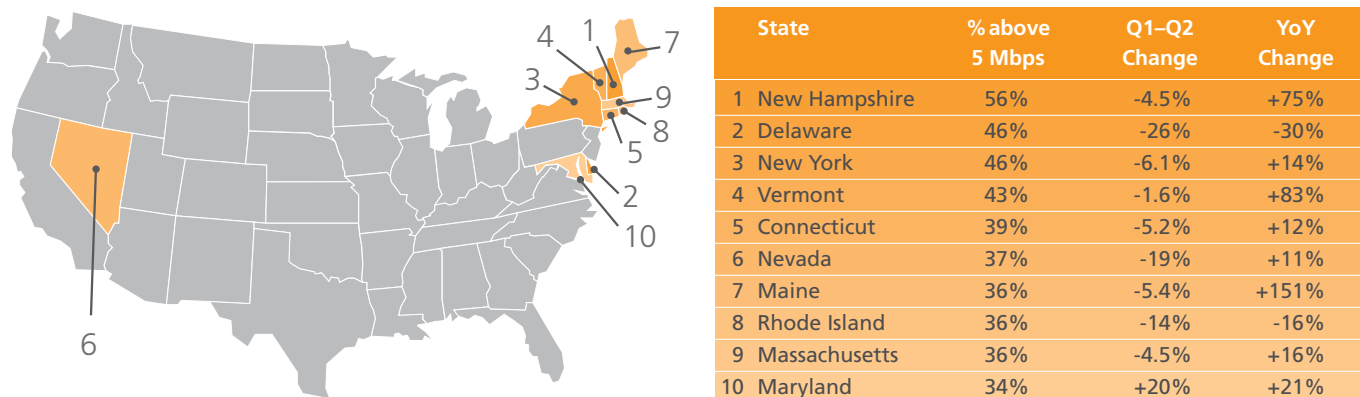 1
4
7
3
9
8
5
2
10
6
State % above Q1–Q2 YoY
5 Mbps Change Change
1 New Hampshire 56% -4.5% +75%
2 Delaware 46% -26% -30%
3 New York 46% -6.1% +14%
4 Vermont 43% -1.6% +83%
5 Connecticut 39% -5.2% +12%
6 Nevada 37% -19% +11%
7 Maine 36% -5.4% +151%
8 Rhode Island 36% -14% -16%
9 Massachusetts 36% -4.5% +16%
10 Maryland 34% +20% +21%